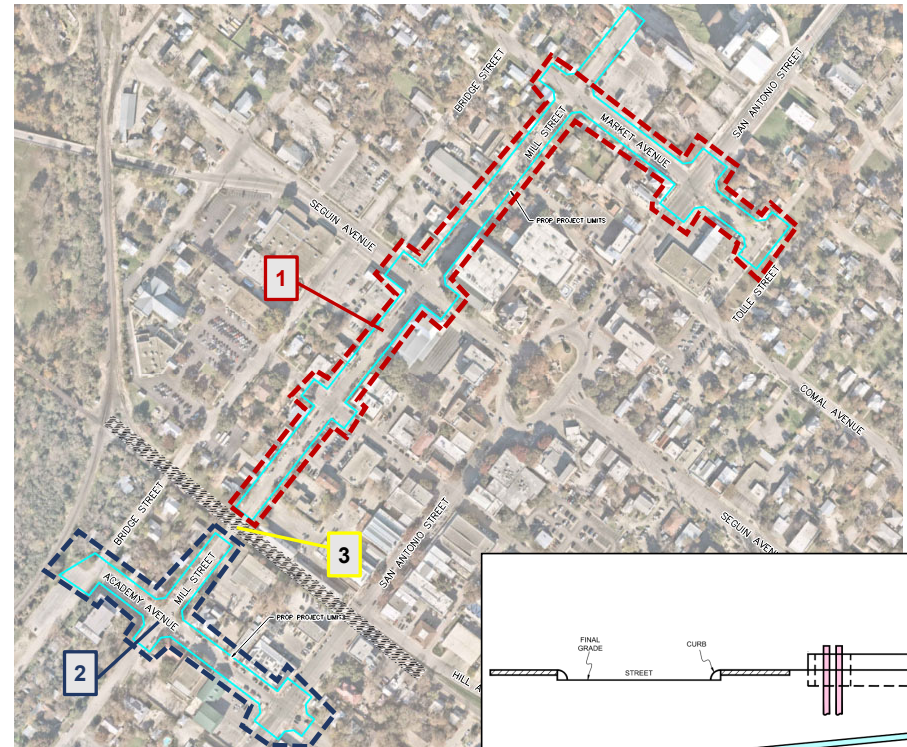 BRIDGE STREET
SAN ANTONIO STREET
MILL STREET
MARKET AVENUE
SEGUIN AVENUE
PROP PROJECT LIMITS
1
TOLLE STREET
COMAL AVENUE
BRIDGE STREET
SAN ANTONIO STREET
SEGUIN AVEN
3
MILL STREET
ACADEMY AVENUE
PROP PROJECT LIMITS
2
HILL A
FINAL
GRADE
CURB
STREET